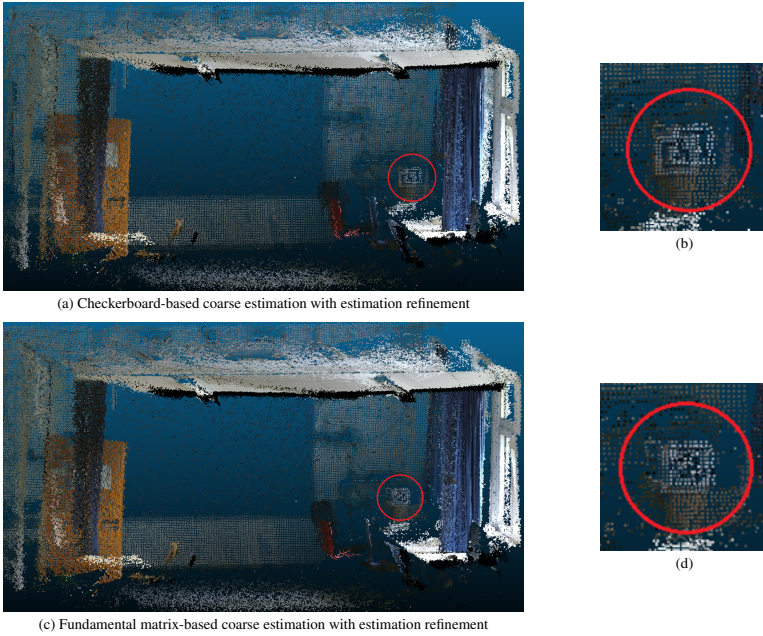 (a) Checkerboard-based coarse estimation with estimation refinement
(b)
(c) Fundamental matrix-based coarse estimation with estimation refinement
(d)